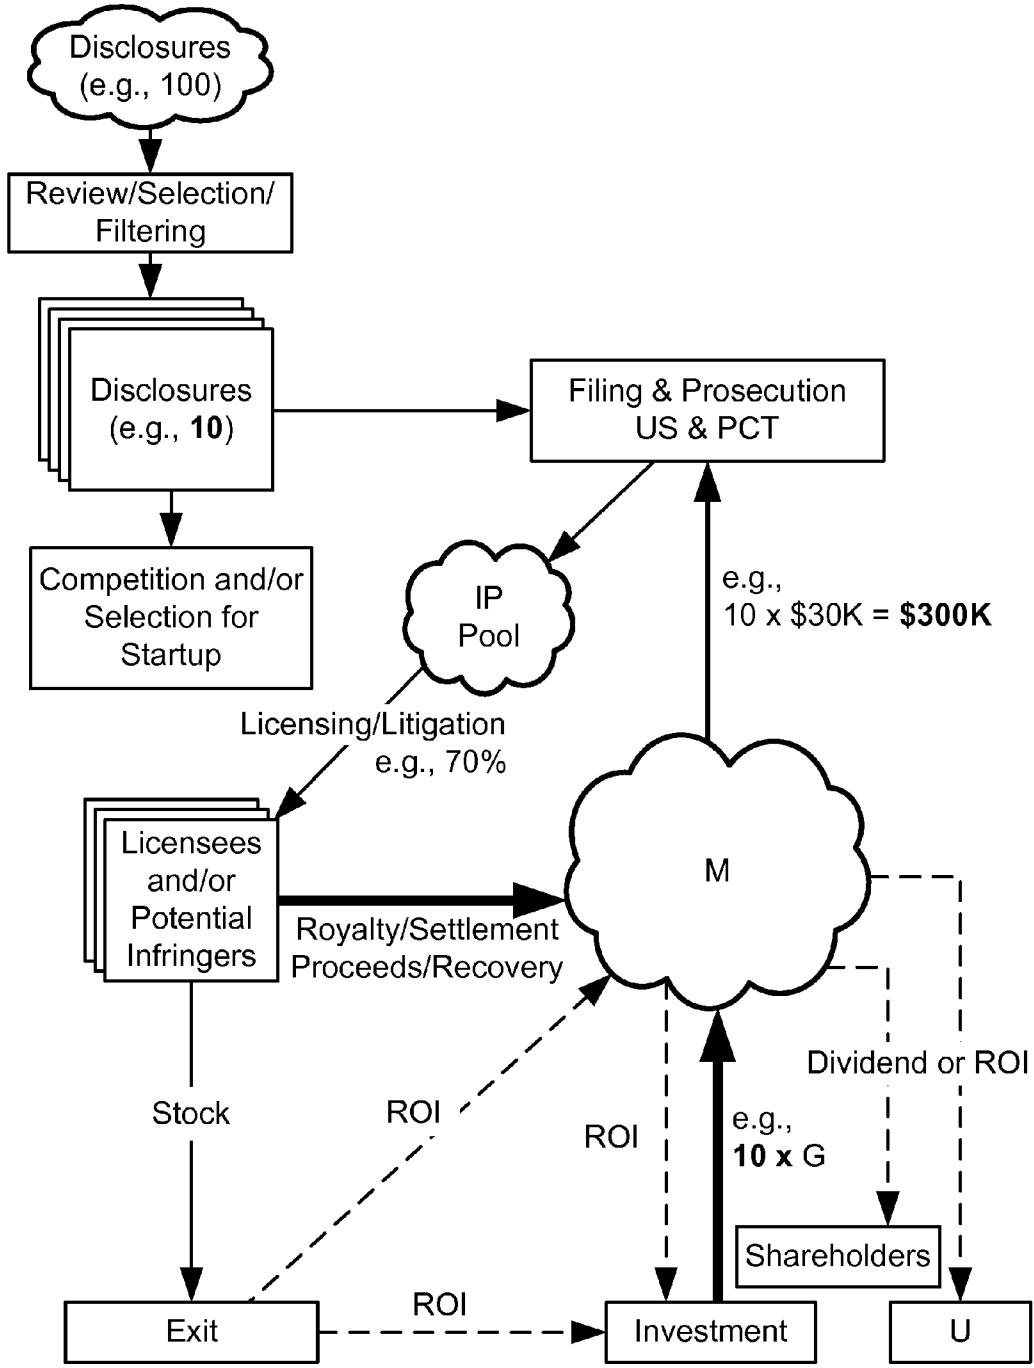 Disclosures
(e.g., 100)
Review/Selection/
Filtering
Disclosures
(e.g., 10)
Filing & Prosecution
US & PCT
Competition and/or
Selection for
Startup
IP
Pool
e.g.,
10 x $30K = $300K
Licensing/Litigation
e.g., 70%
Licensees
and/or
Potential
Infringers
M
Royalty/Settlement
Proceeds/Recovery
Stock
ROI
ROI
Dividend or ROI
e.g.,
10 x G
Shareholders
ROI
Exit
Investment
U